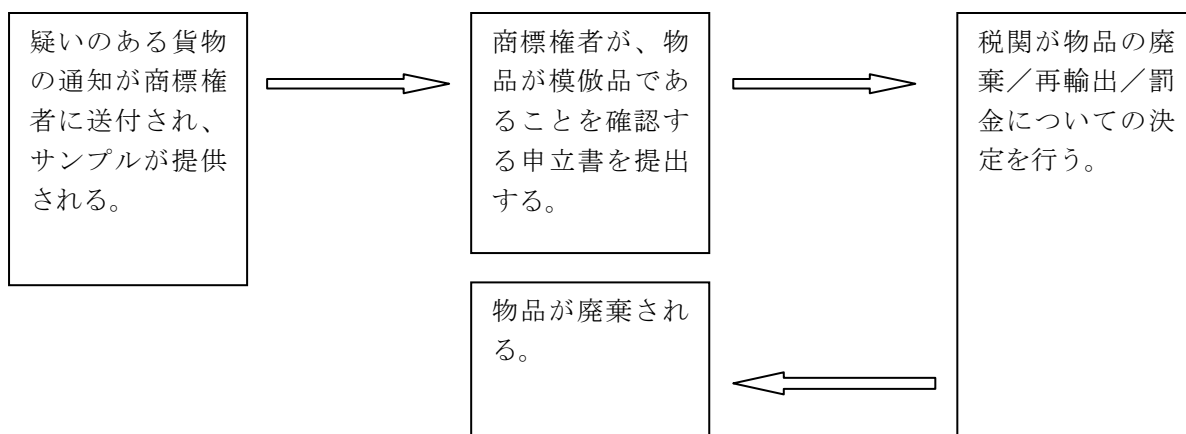 疑いのある貨物
の通知が商標権
者に送付され、
サンプルが提供
される。
商標権者が、物
品が模倣品であ
ることを確認す
る申立書を提出
する。
税関が物品の廃
棄／再輸出／罰
金についての決
定を行う。
物品が廃棄され
る。